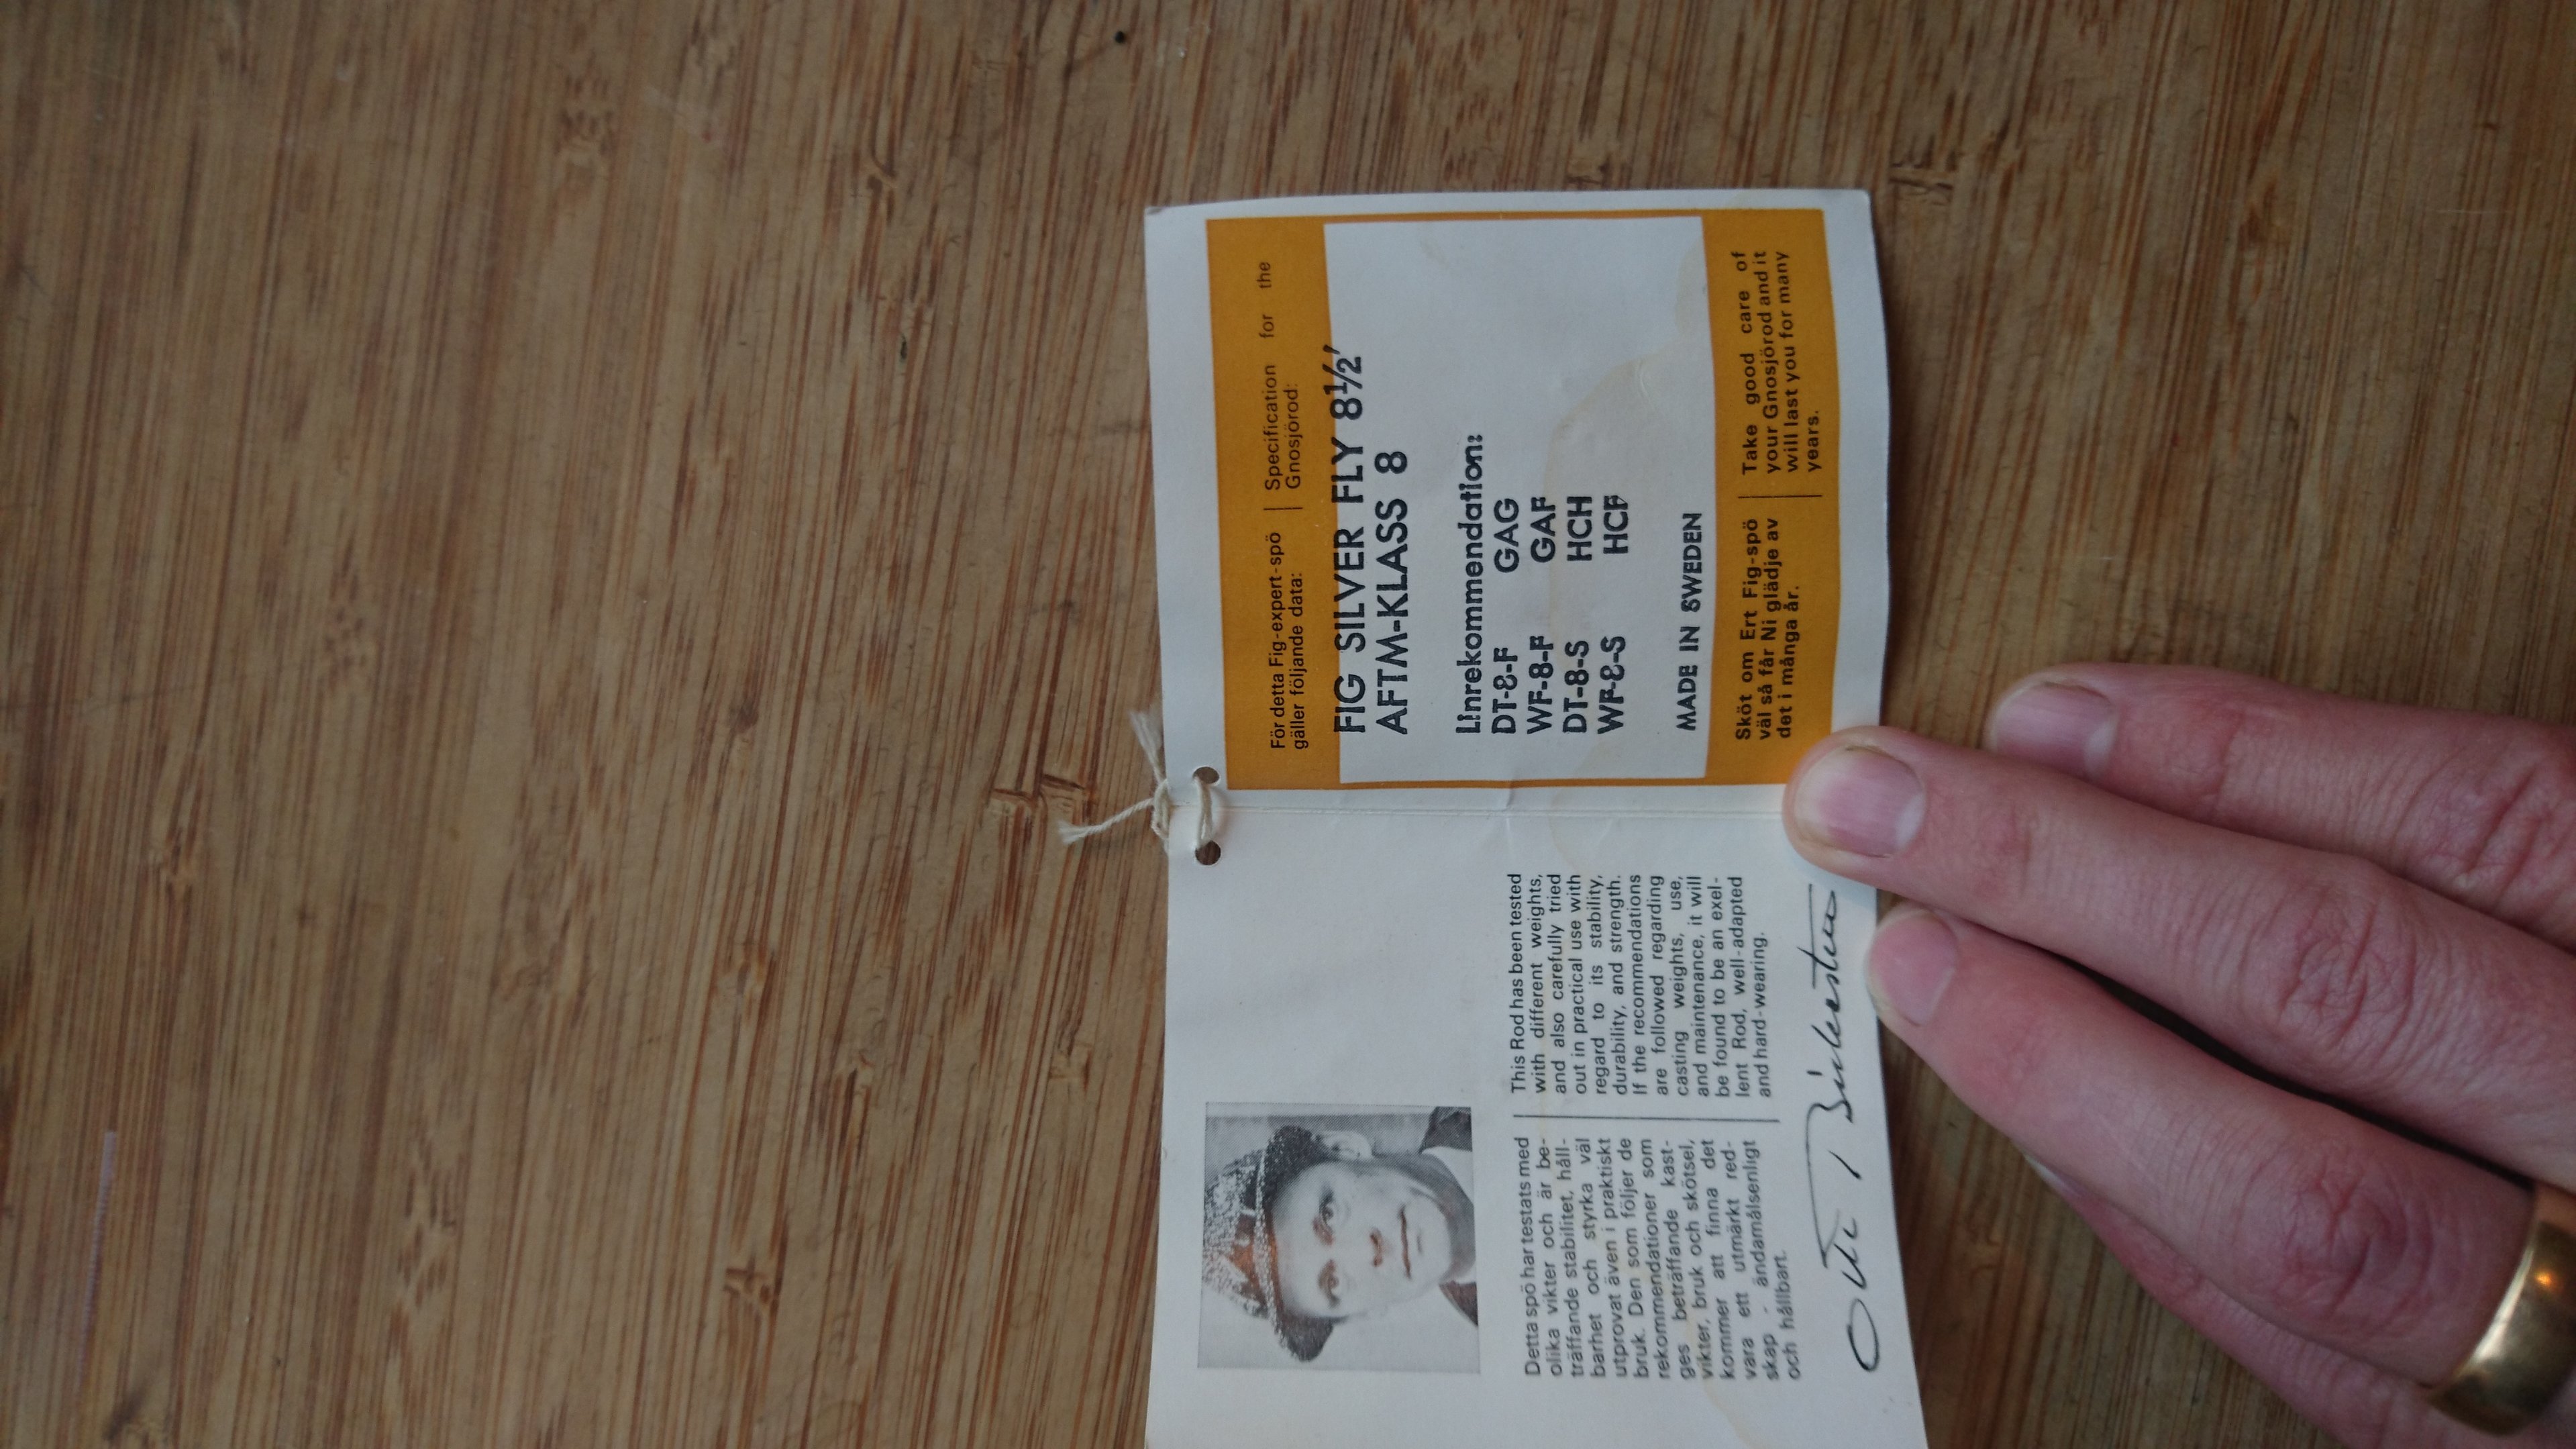 Detta spö har testats med
olika vikter och är be-
träffande stabilitet, håll-
barhet och styrka väl
utprovat även i praktiskt
bruk. Den som följer de
rekommendationer som
ges beträffande kast-
vikter, bruk och skötsel,
kommer att finna det
vara ett utmärkt red-
skap - ändamålsenligt
och hållbart.
This Rod has been tested
with different weights,
and also carefully tried
out in practical use with
regard to its stability,
durability, and strength.
If the recommendations
are followed regarding
casting weights, use,
and maintenance, it will
be found to be an exel-
lent Rod, well-adapted
and hard-wearing.
För detta Fig-expert-spö
gäller följande data:
Specification for the
Gnosjörod:
FIG SILVER FLY 8½'
AFTM-KLASS 8
Linrekommendation:
DT-8-F GAG
WF-8-F GAF
DT-8-S HCH
WF-8-S HCF
MADE IN SWEDEN
Sköt om Ert Fig-spö
väl så får Ni glädje av
det i många år.
Take good care of
your Gnosjörod and it
will last you for many
years.